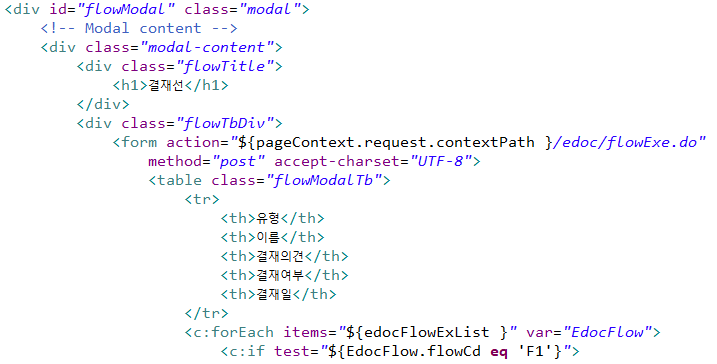 <div id="flowModal" class="modal">
<!-- Modal content -->
<div class="modal-content">
<div class="flowTitle">
<h1>결재선</h1>
</div>
<div class="flowTbDiv">
<form action="${pageContext.request.contextPath }/edoc/flowExe.do"
method="post" accept-charset="UTF-8">
<table class="flowModalTb">
<tr>
<th>유형</th>
<th>이름</th>
<th>결재의견</th>
<th>결재여부</th>
<th>결재일</th>
</tr>
<c:forEach items="${edocFlowExList }" var="EdocFlow">
<c:if test="${EdocFlow.flowCd eq 'F1'}">